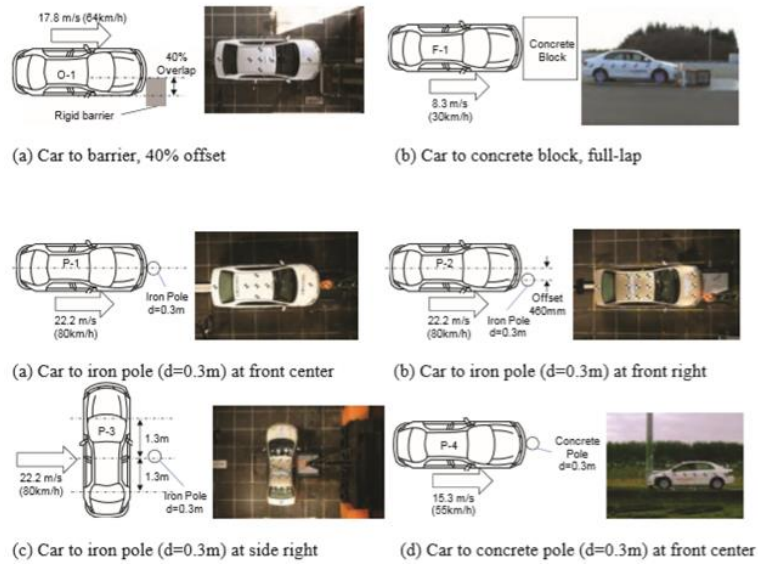 17.8 m/s (64km/h)
O-1
40%
Overlap
Rigid barrier
F-1
Concrete
Block
8.3 m/s
(30km/h)
(a) Car to barrier, 40% offset
(b) Car to concrete block, full-lap
P-1
Iron Pole
d=0.3m
22.2 m/s
(80km/h)
P-2
Offset
460mm
22.2 m/s
(80km/h)
Iron Pole
d=0.3m
(a) Car to iron pole (d=0.3m) at front center
(b) Car to iron pole (d=0.3m) at front right
P-3
1.3m
1.3m
22.2 m/s
(80km/h)
Iron Pole
d=0.3m
P-4
Concrete
Pole
d=0.3m
15.3 m/s
(55km/h)
(c) Car to iron pole (d=0.3m) at side right
(d) Car to concrete pole (d=0.3m) at front center